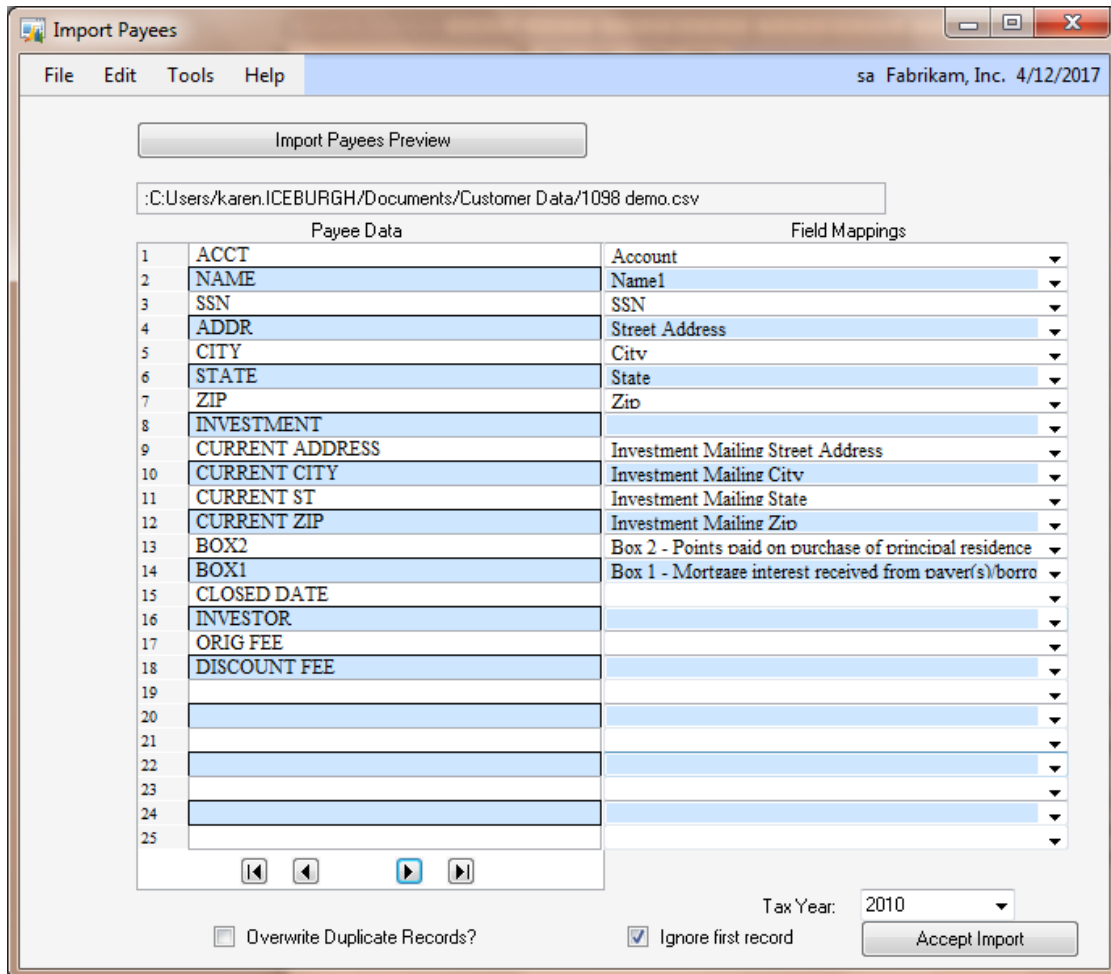 Import Payees
File Edit Tools Help sa Fabrikam, Inc. 4/12/2017
Import Payees Preview
:C:Users/karen.ICEBURGH/Documents/Customer Data/1098 demo.csv
Payee Data Field Mappings
1 ACCT Account
2 NAME Name1
3 SSN SSN
4 ADDR Street Address
5 CITY City
6 STATE State
7 ZIP Zip
8 INVESTMENT
9 CURRENT ADDRESS Investment Mailing Street Address
10 CURRENT CITY Investment Mailing City
11 CURRENT ST Investment Mailing State
12 CURRENT ZIP Investment Mailing Zip
13 BOX2 Box 2 - Points paid on purchase of principal residence
14 BOX1 Box 1 - Mortgage interest received from payer(s)/borro
15 CLOSED DATE
16 INVESTOR
17 ORIG FEE
18 DISCOUNT FEE
19
20
21
22
23
24
25
Tax Year: 2010
Overwrite Duplicate Records? Ignore first record Accept Import